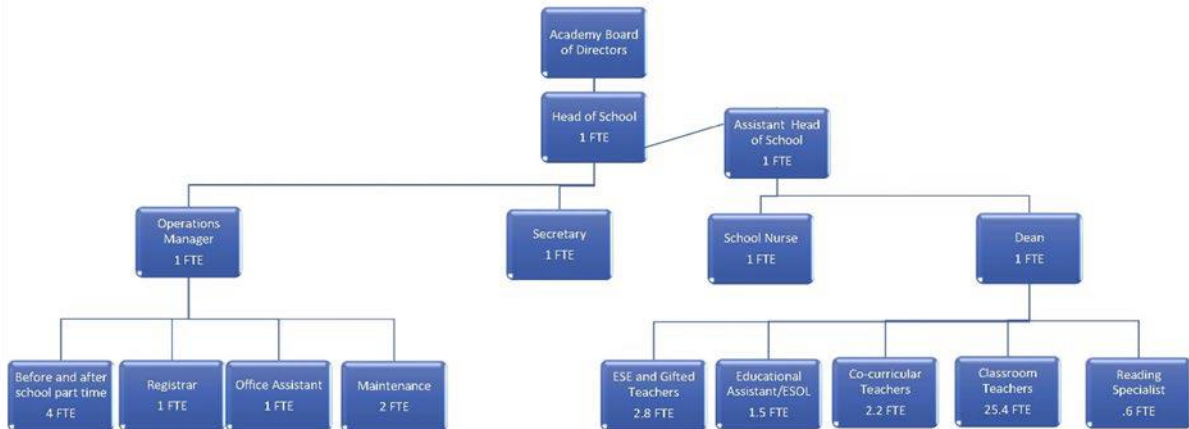 Academy Board
of Directors
Head of School
1 FTE
Assistant Head
of School
1 FTE
Operations
Manager
1 FTE
Secretary
1 FTE
School Nurse
1 FTE
Dean
1 FTE
Before and after
school part time
4 FTE
Registrar
1 FTE
Office Assistant
1 FTE
Maintenance
2 FTE
ESE and Gifted
Teachers
2.8 FTE
Educational
Assistant/ESOL
1.5 FTE
Co-curricular
Teachers
2.2 FTE
Classroom
Teachers
25.4 FTE
Reading
Specialist
.6 FTE